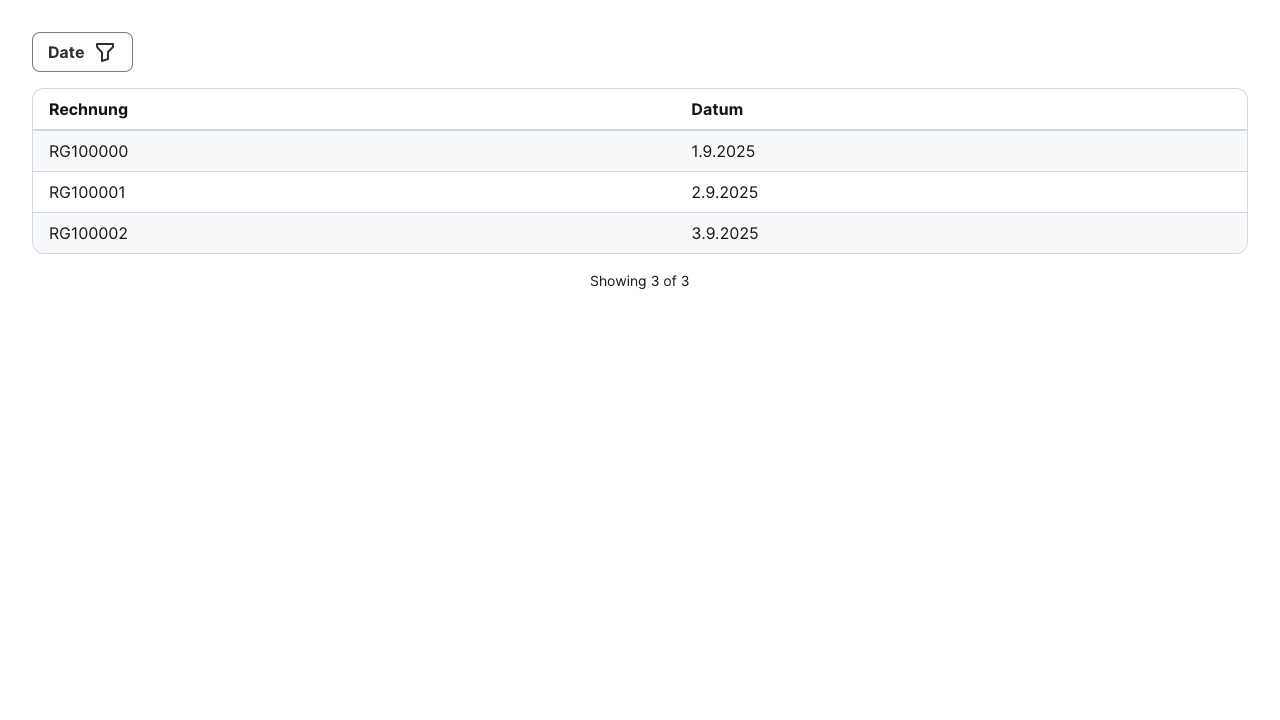 Date
Rechnung Datum
RG100000 1.9.2025
RG100001 2.9.2025
RG100002 3.9.2025
Showing 3 of 3